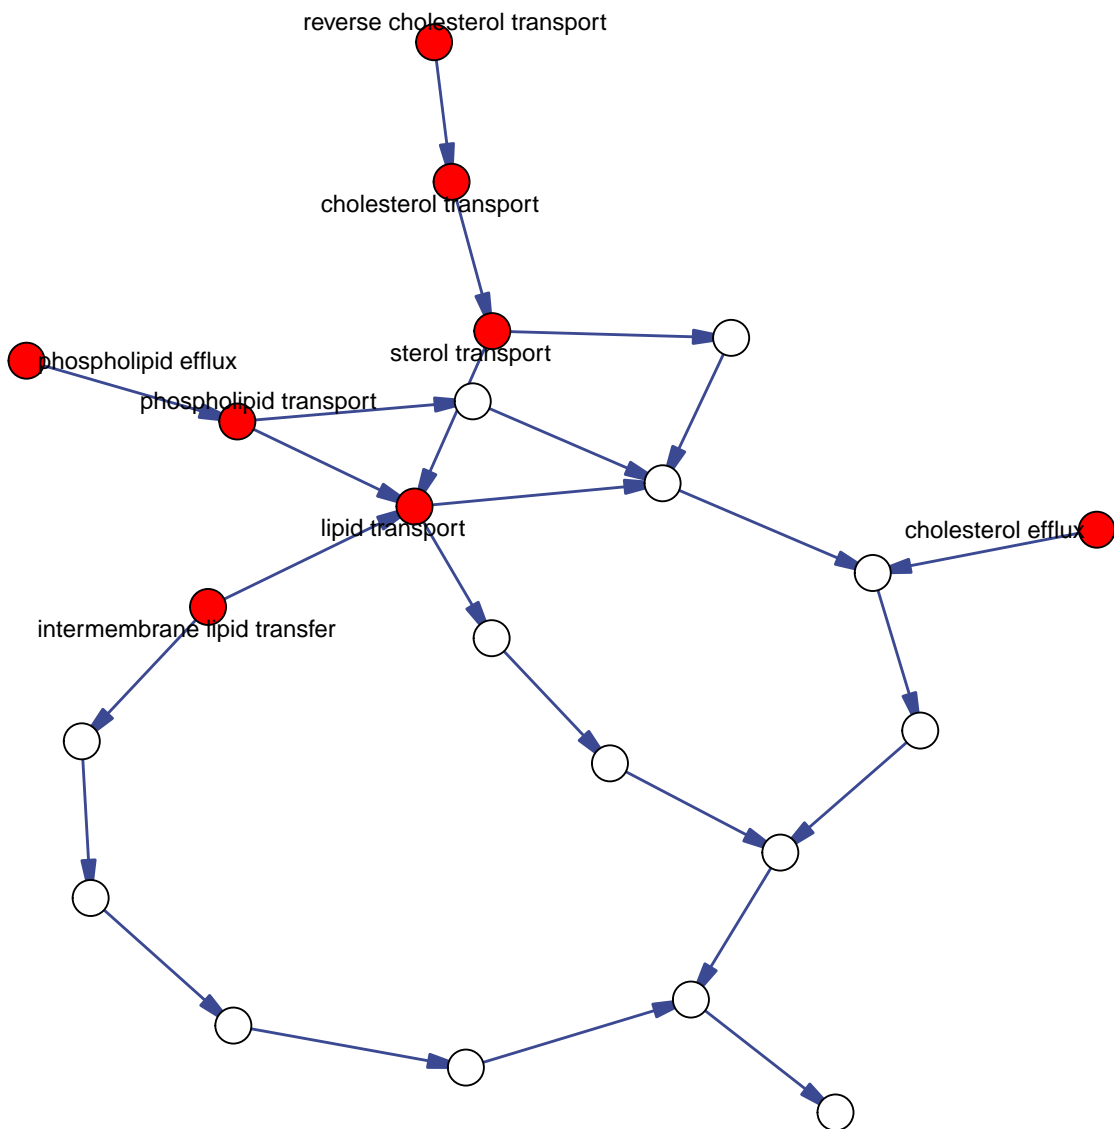 reverse cholesterol transport
cholesterol transport
sterol transport
phospholipid efflux
phospholipid transport
lipid transport
cholesterol efflux
intermembrane lipid transfer